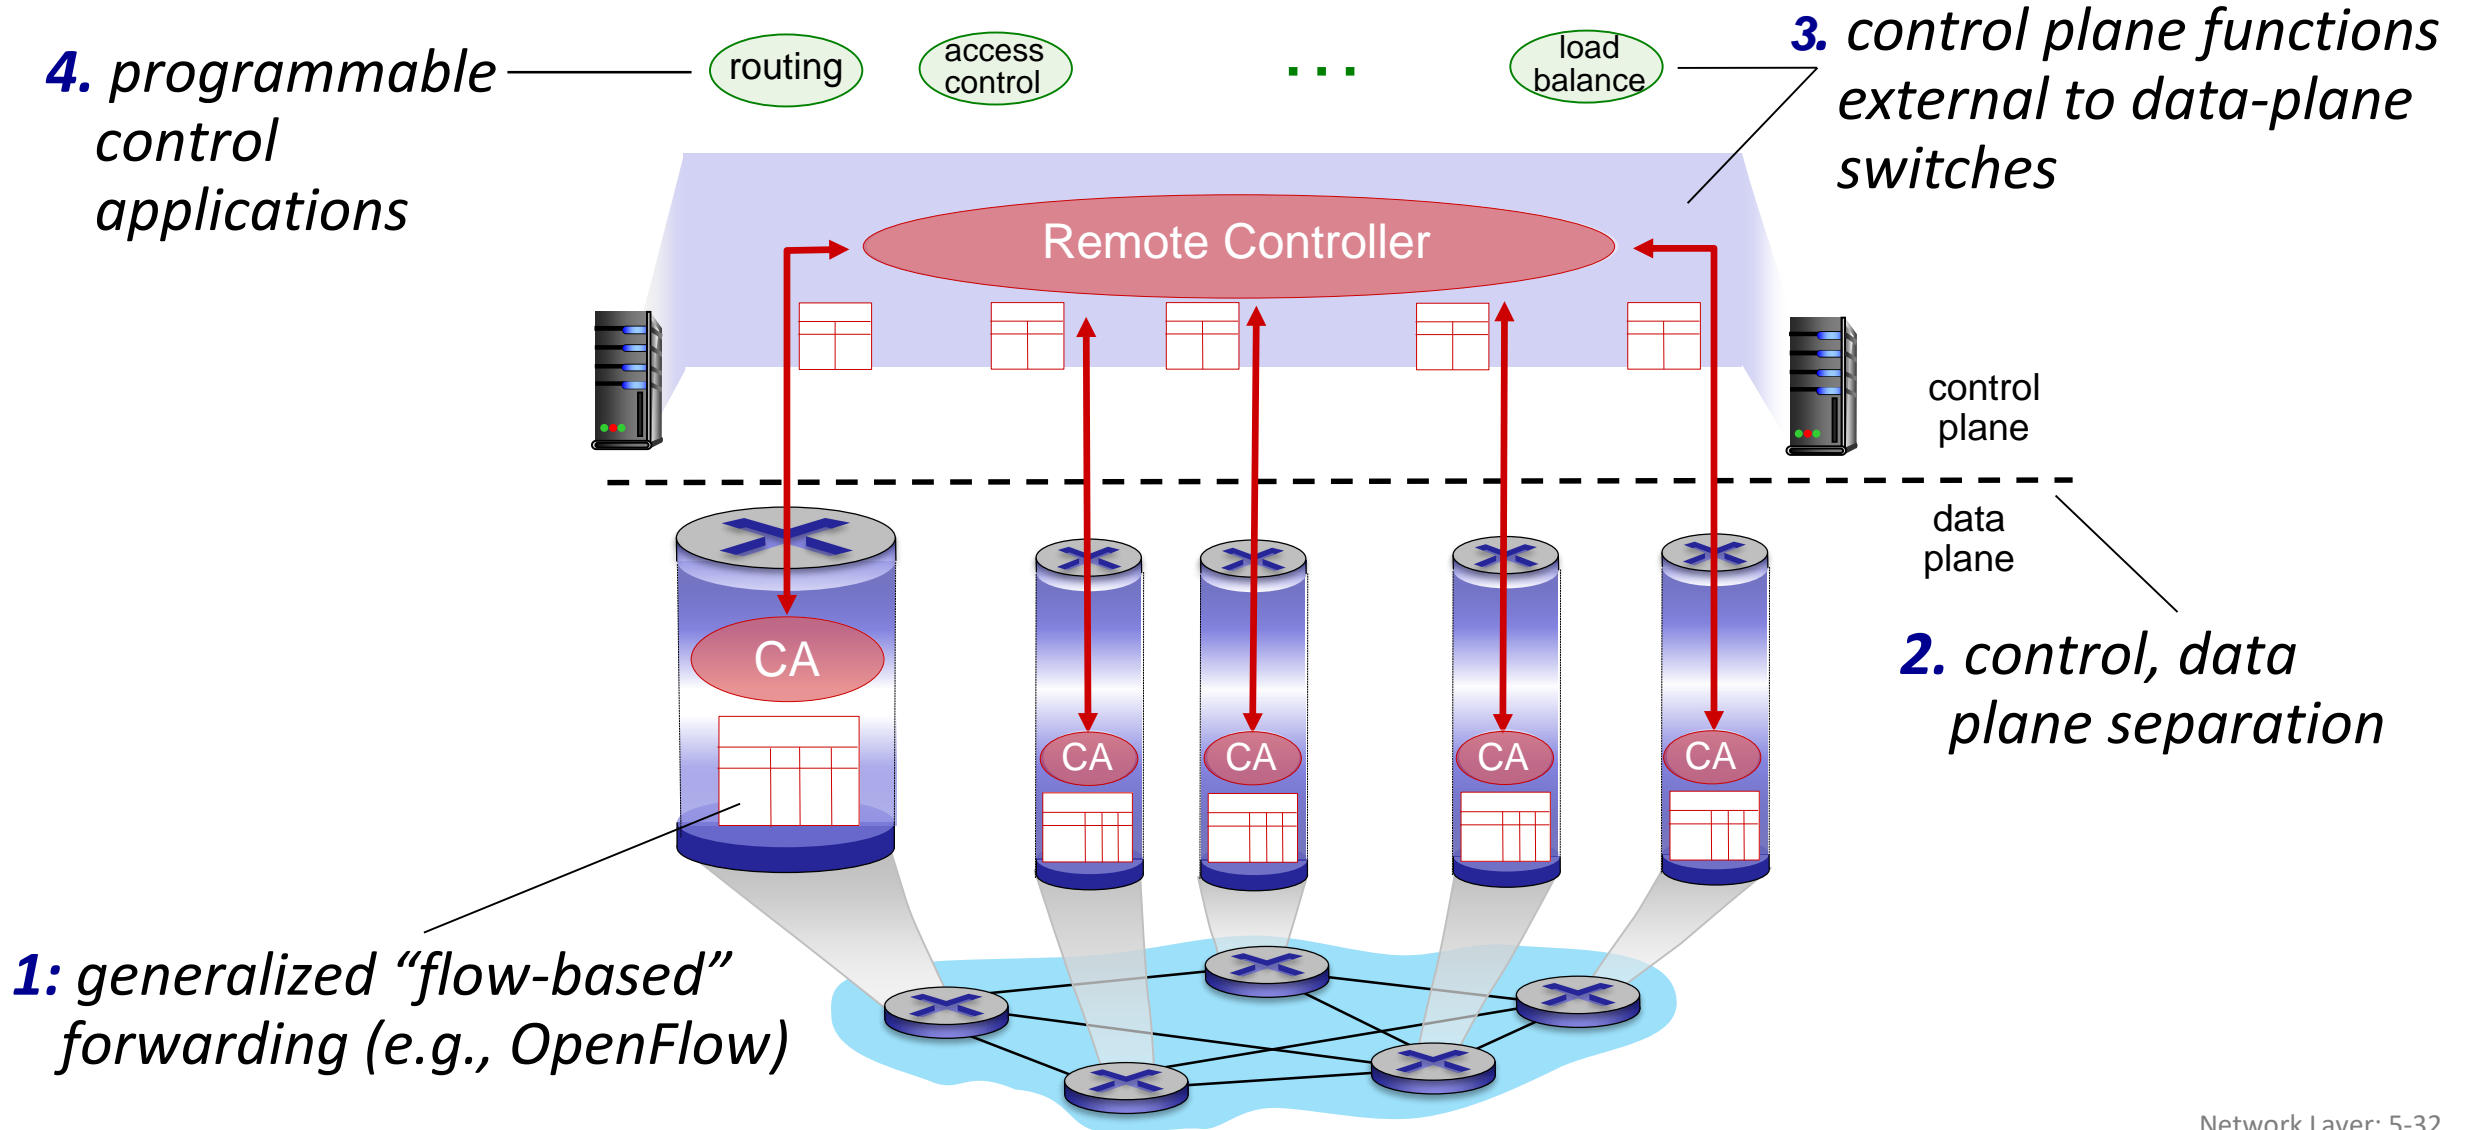 4. programmable
control
applications
routing
access
control
...
load
balance
3. control plane functions
external to data-plane
switches
Remote Controller
control
plane
data
plane
CA
CA
CA
CA
CA
2. control, data
plane separation
1: generalized “flow-based”
forwarding (e.g., OpenFlow)
Network Layer: 5-32